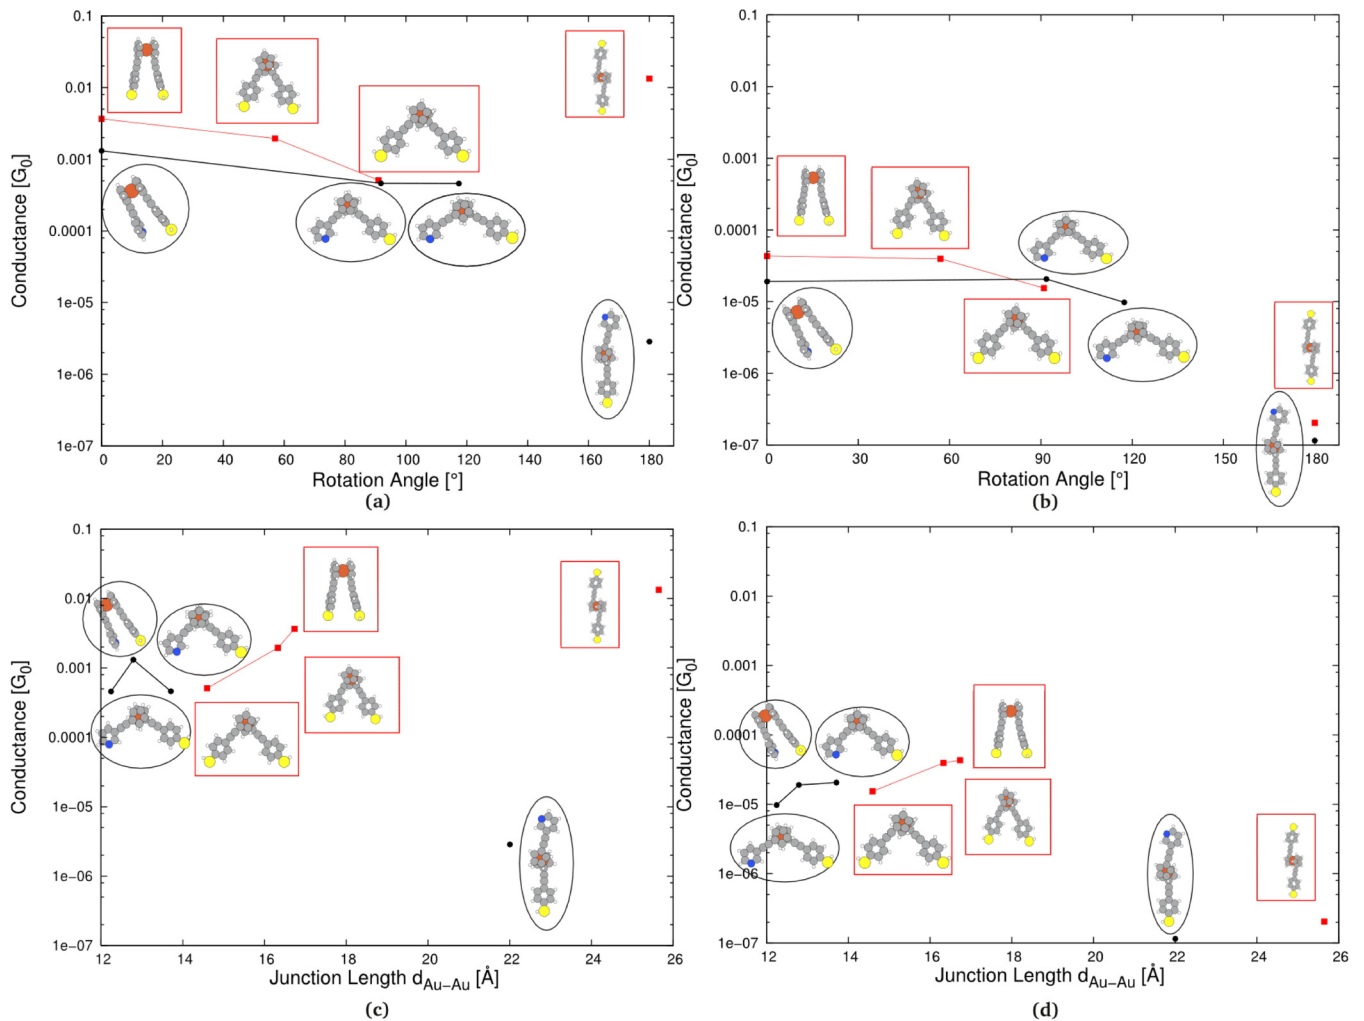 0.1
0.01
0.001
0.0001
1e-05
1e-06
1e-07
Conductance [G0]
0 20 40 60 80 100 120 140 160 180
Rotation Angle [°]
(a)
0.1
0.01
0.001
0.0001
1e-05
1e-06
1e-07
Conductance [G0]
0 30 60 90 120 150 180
Rotation Angle [°]
(b)
0.1
0.01
0.001
0.0001
1e−05
1e−06
1e−07
Conductance [G0]
12 14 16 18 20 22 24 26
Junction Length dAu−Au [Å]
(c)
0.1
0.01
0.001
0.0001
1e−05
1e−06
1e−07
Conductance [G0]
12 14 16 18 20 22 24 26
Junction Length dAu−Au [Å]
(d)